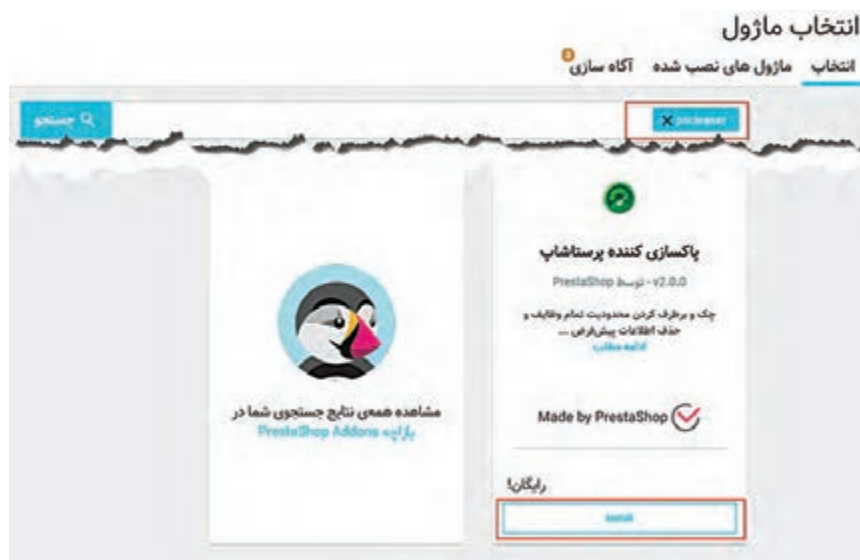 انتخاب ماژول
انتخاب ماژول های نصب شده آگاه سازی
pscleaner ×
جستجو
پاکسازی کننده پرستاشاپ
v2.0.0 - توسط PrestaShop
چک و برطرف کردن محدودیت تمام وظایف و
حذف اطلاعات پیش‌فرض ...
ادامه مطلب
Made by PrestaShop
رایگان!
Install
مشاهده همه‌ی نتایج جستجوی شما در
بازارچه PrestaShop Addons